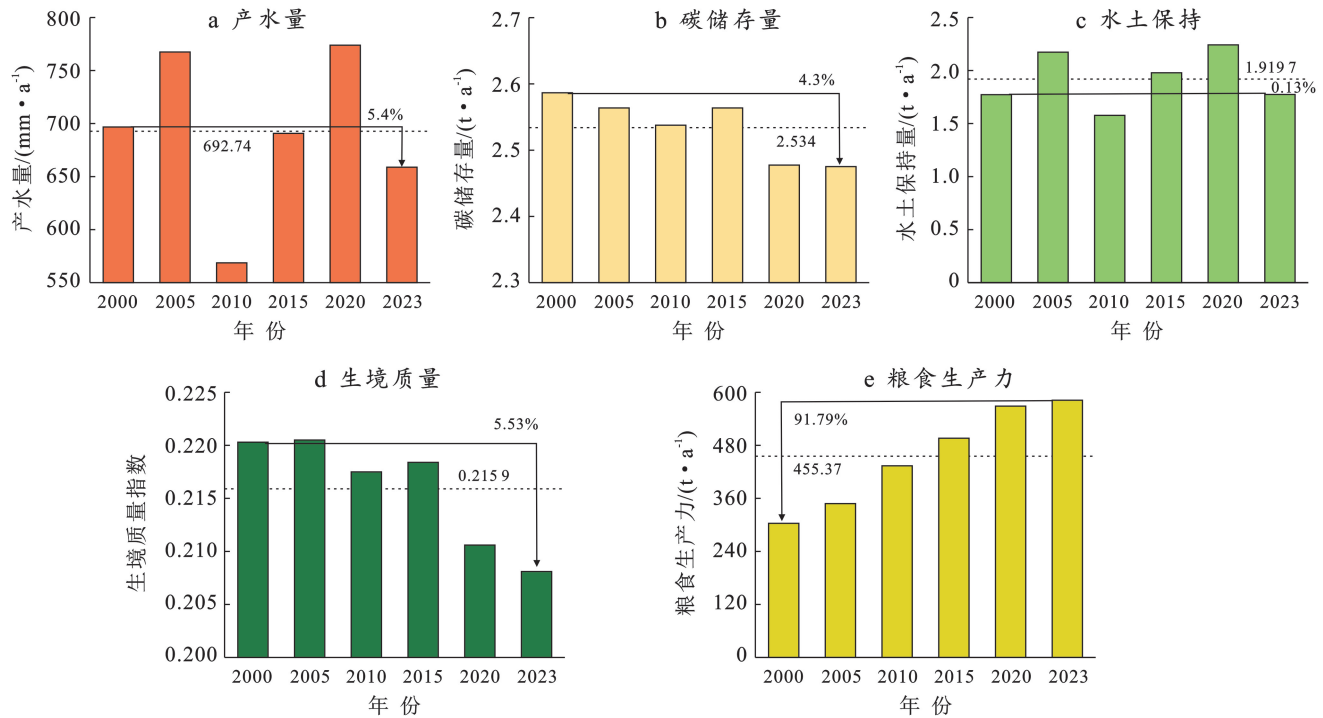 a 产水量
产水量/(mm·a⁻¹)
800
750
700
650
600
550
5.4%
692.74
2000 2005 2010 2015 2020 2023
年 份
b 碳储存量
碳储存量/(t·a⁻¹)
2.7
2.6
2.5
2.4
2.3
4.3%
2.534
2000 2005 2010 2015 2020 2023
年 份
c 水土保持
水土保持量/(t·a⁻¹)
2.5
2.0
1.5
1.0
0.5
0
1.919 7
0.13%
2000 2005 2010 2015 2020 2023
年 份
d 生境质量
生境质量指数
0.225
0.220
0.215
0.210
0.205
0.200
5.53%
0.215 9
2000 2005 2010 2015 2020 2023
年 份
e 粮食生产力
粮食生产力/(t·a⁻¹)
600
480
360
240
120
0
91.79%
455.37
2000 2005 2010 2015 2020 2023
年 份